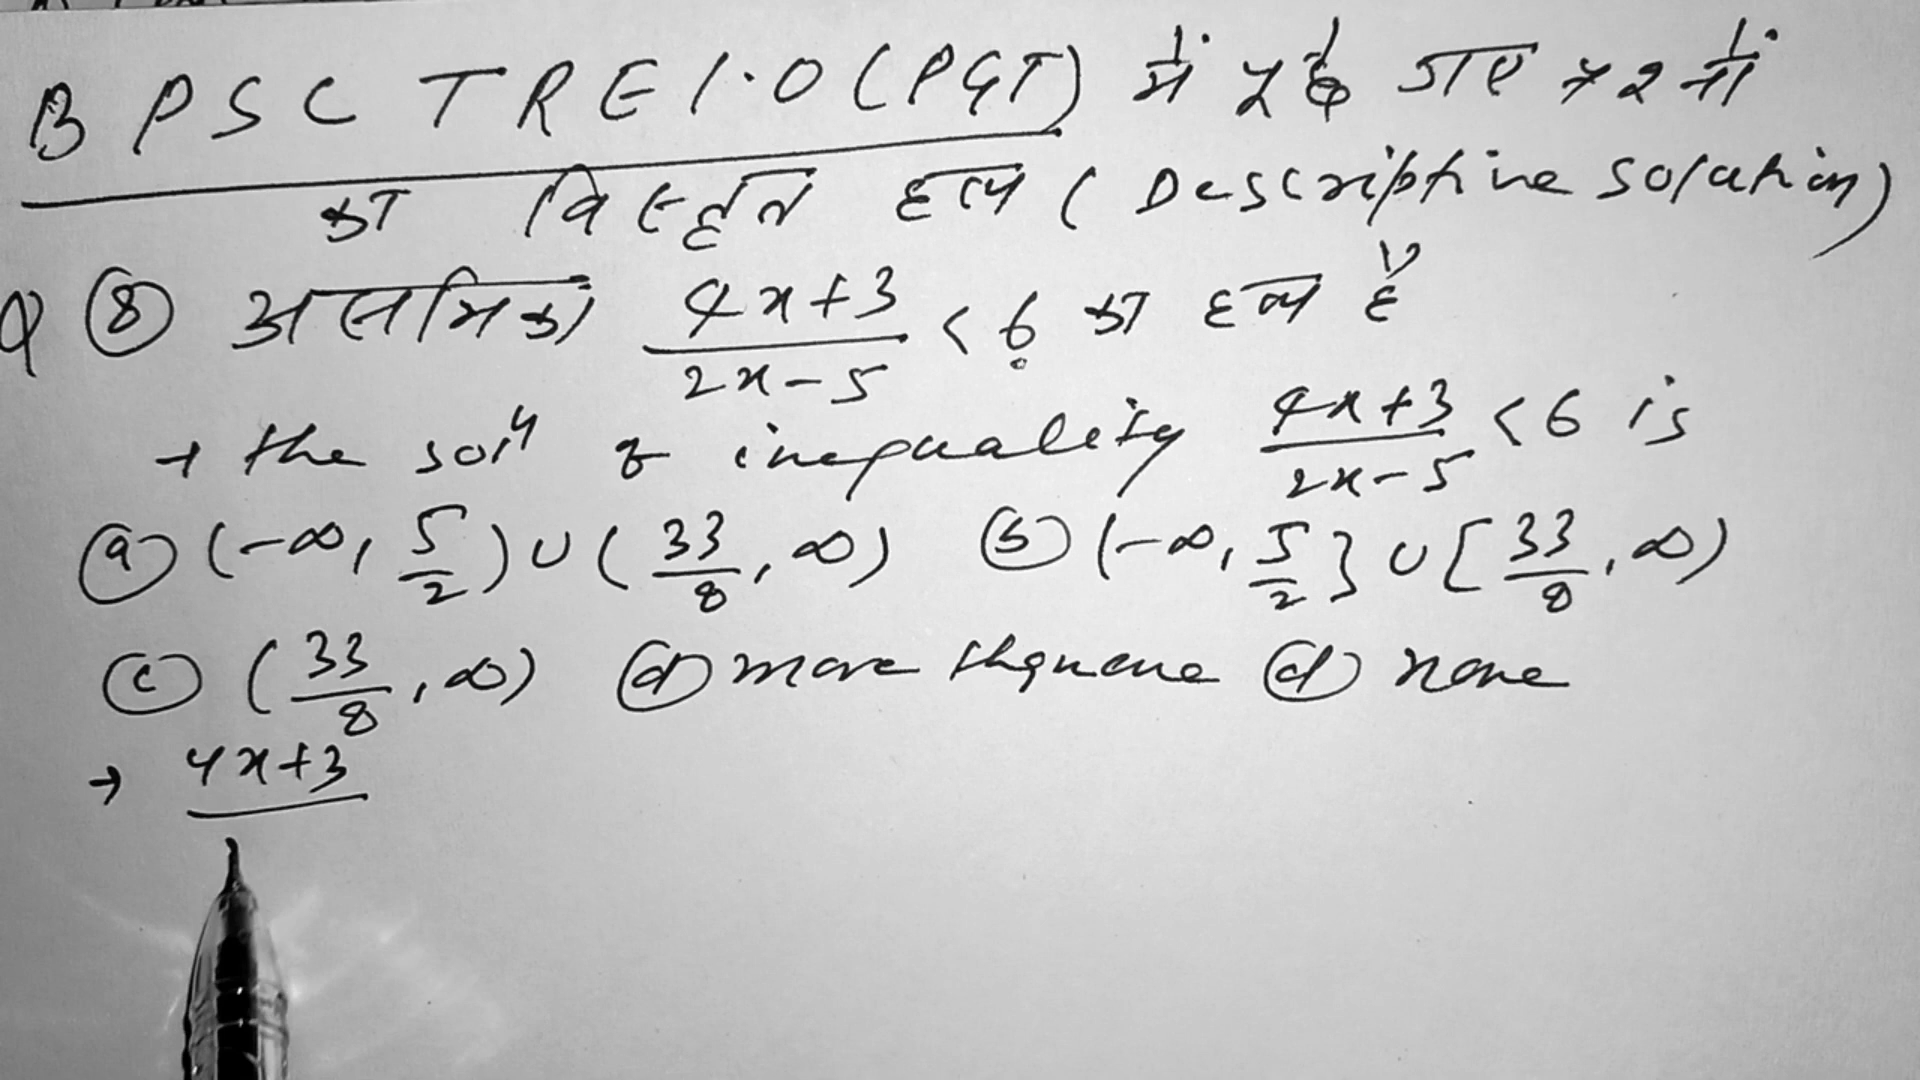 BPSC TRE 1.0 (PGT) में पूछे गए प्रश्नों
का विस्तृत हल (Descriptive solution)
Q (8) असमिका 4x+3/2x-5 < 6 का हल है
→ the solⁿ of inequality 4x+3/2x-5 < 6 is
(a) (-∞, 5/2) ∪ (33/8, ∞) (b) (-∞, 5/2] ∪ [33/8, ∞)
(c) (33/8, ∞) (d) more than one (d) none
→ 4x+3